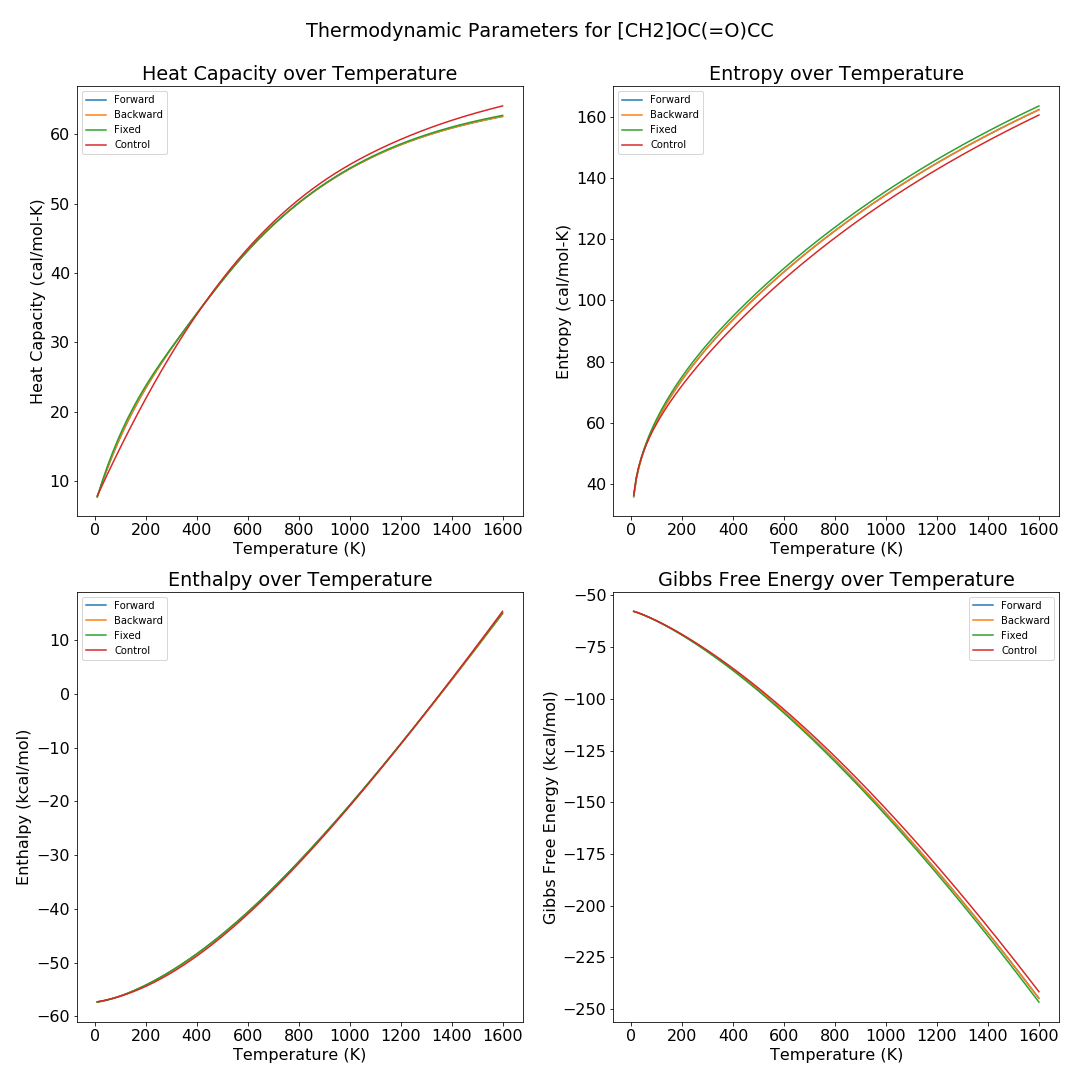 Thermodynamic Parameters for [CH2]OC(=O)CC
Heat Capacity over Temperature
Forward
Backward
Fixed
Control
60
50
40
30
20
10
Heat Capacity (cal/mol-K)
0 200 400 600 800 1000 1200 1400 1600
Temperature (K)
Entropy over Temperature
Forward
Backward
Fixed
Control
160
140
120
100
80
60
40
Entropy (cal/mol-K)
0 200 400 600 800 1000 1200 1400 1600
Temperature (K)
Enthalpy over Temperature
Forward
Backward
Fixed
Control
10
0
−10
−20
−30
−40
−50
−60
Enthalpy (kcal/mol)
0 200 400 600 800 1000 1200 1400 1600
Temperature (K)
Gibbs Free Energy over Temperature
Forward
Backward
Fixed
Control
−50
−75
−100
−125
−150
−175
−200
−225
−250
Gibbs Free Energy (kcal/mol)
0 200 400 600 800 1000 1200 1400 1600
Temperature (K)